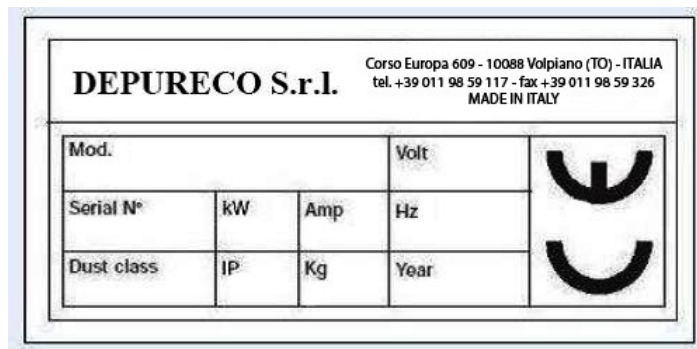 DEPURECO S.r.l.
Corso Europa 609 - 10088 Volpiano (TO) - ITALIA
tel. +39 011 98 59 117 - fax +39 011 98 59 326
MADE IN ITALY
Mod.
Volt
Serial N°
kW
Amp
Hz
Dust class
IP
Kg
Year
CE